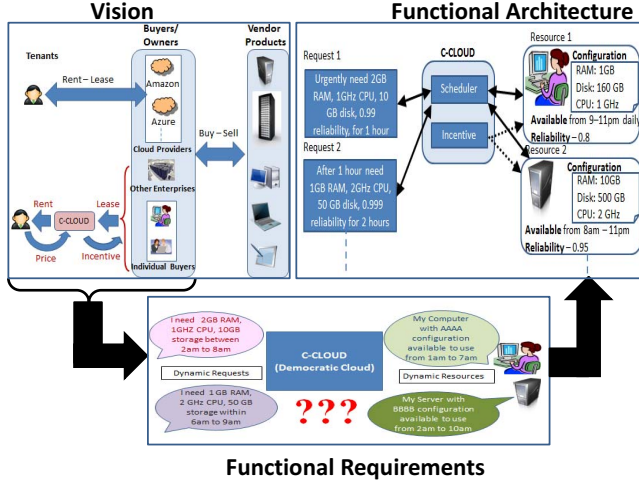 Vision
Functional Architecture
Tenants
Buyers/
Owners
Vendor
Products
Rent – Lease
Amazon
Azure
Cloud Providers
Buy – Sell
Other Enterprises
Rent
C-CLOUD
Lease
Price
Incentive
Individual Buyers
Request 1
Urgently need 2GB
RAM, 1GHz CPU, 10
GB disk, 0.99
reliability, for 1 hour
Request 2
After 1 hour need
1GB RAM, 2GHz CPU,
50 GB disk, 0.999
reliability for 2 hours
C-CLOUD
Scheduler
Incentive
Resource 1
Configuration
RAM: 1GB
Disk: 160 GB
CPU: 1 GHz
Available from 9–11pm daily
Reliability – 0.8
Resource 2
Configuration
RAM: 10GB
Disk: 500 GB
CPU: 2 GHz
Available from 8am – 11pm
Reliability – 0.95
I need 2GB RAM,
1GHZ CPU, 10GB
storage between
2am to 8am
Dynamic Requests
I need 1 GB RAM,
2 GHz CPU, 50 GB
storage within
6am to 9am
C-CLOUD
(Democratic Cloud)
???
My Computer
with AAAA
configuration
available to use
from 1am to 7am
Dynamic Resources
My Server with
BBBB configuration
available to use
from 2am to 10am
Functional Requirements